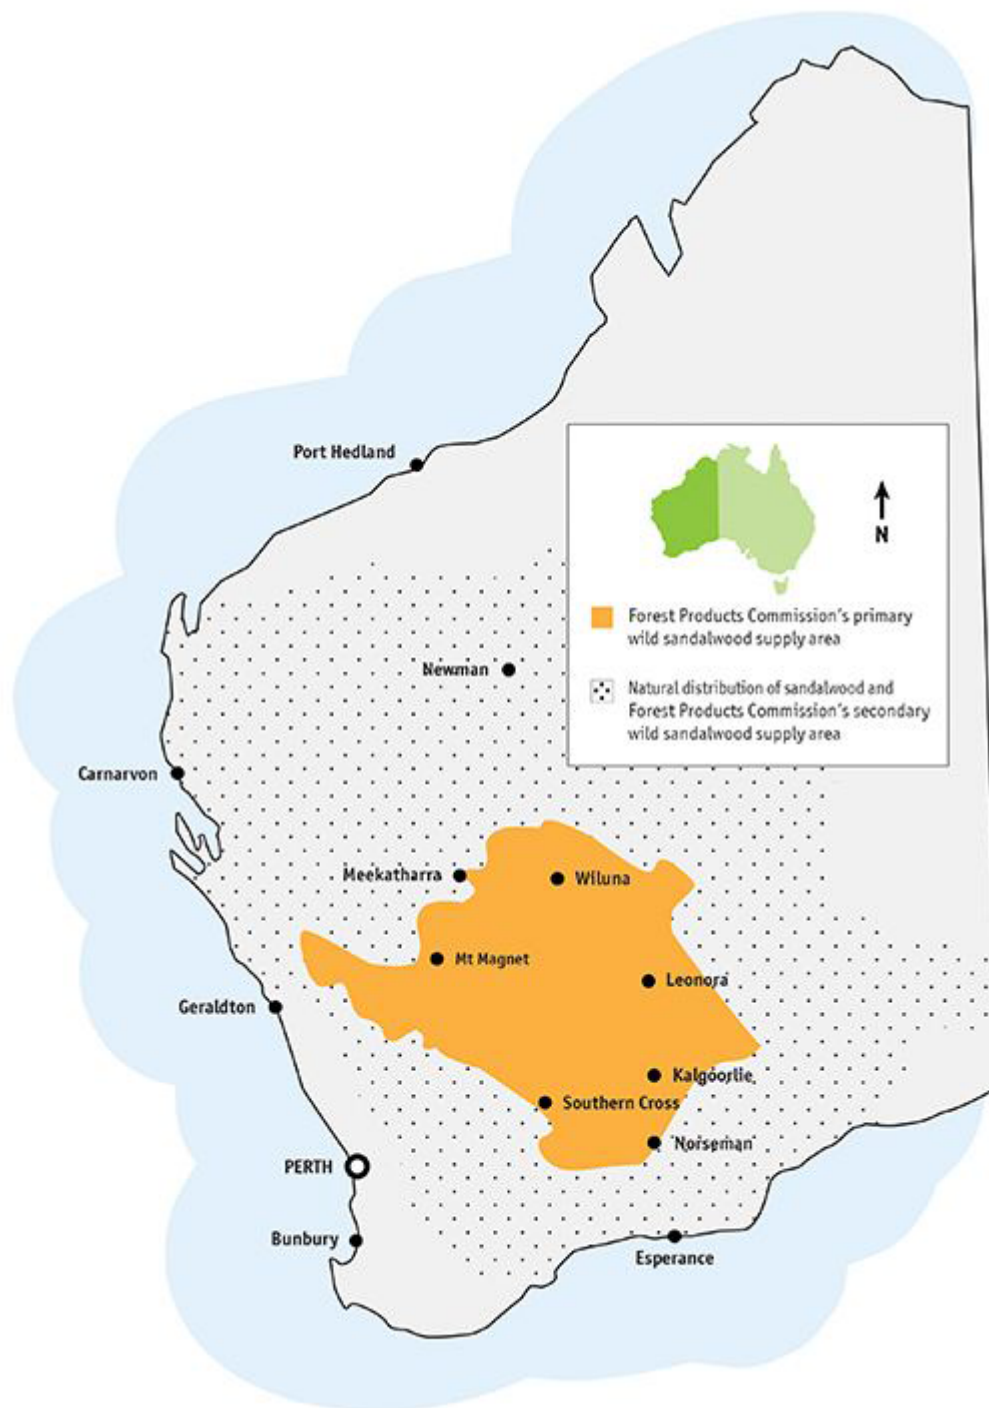 Port Hedland
N
Forest Products Commission's primary
wild sandalwood supply area
Newman
Natural distribution of sandalwood and
Forest Products Commission's secondary
wild sandalwood supply area
Carnarvon
Meekatharra
Wiluna
Mt Magnet
Leonora
Geraldton
Kalgoorlie
Southern Cross
Norseman
PERTH
Bunbury
Esperance